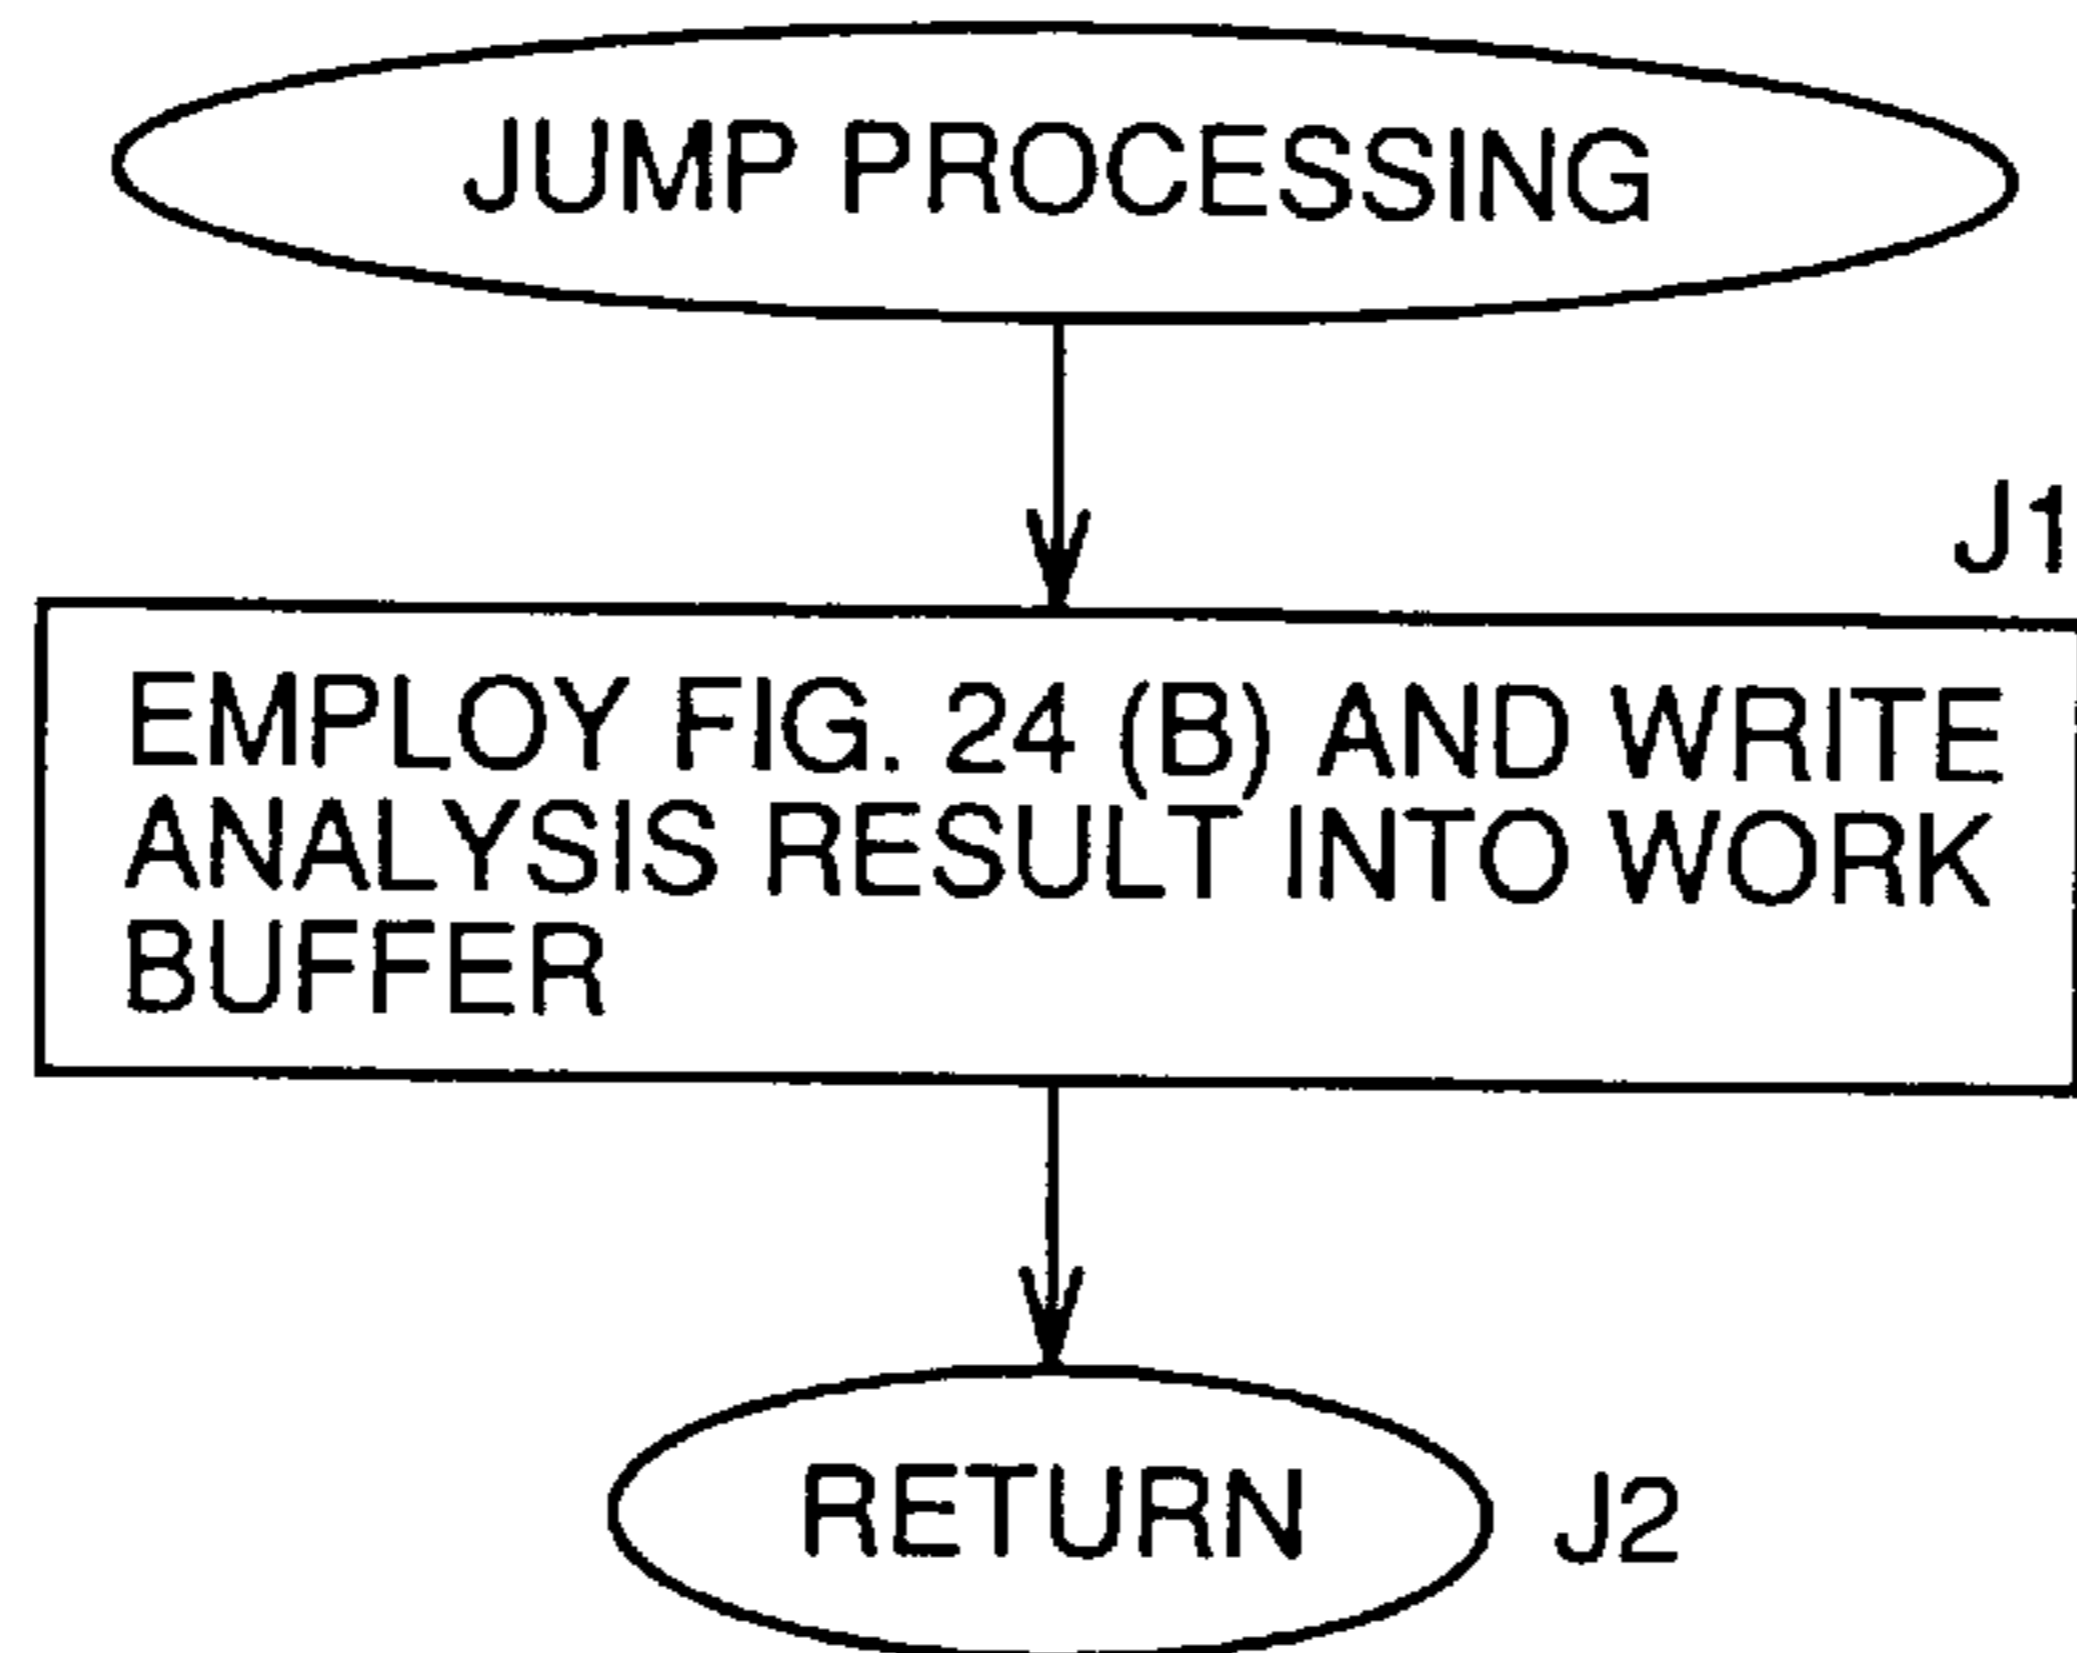 JUMP PROCESSING
J1
EMPLOY FIG. 24 (B) AND WRITE
ANALYSIS RESULT INTO WORK
BUFFER
RETURN J2